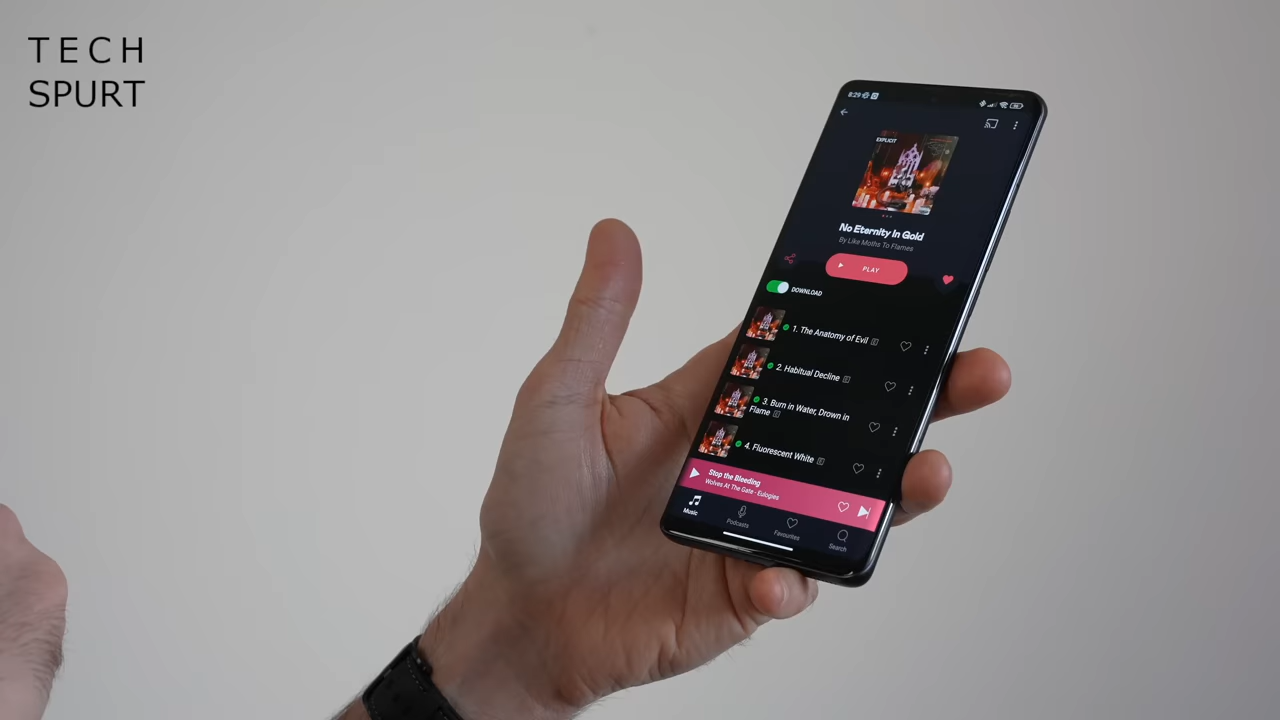 TECH
SPURT
8:29
EXPLICIT
No Eternity In Gold
By Like Moths To Flames
PLAY
DOWNLOAD
1. The Anatomy of Evil E
2. Habitual Decline E
3. Burn in Water, Drown in
Flame E
4. Fluorescent White E
Stop the Bleeding
Wolves At The Gate - Eulogies
Music
Podcasts
Favourites
Search